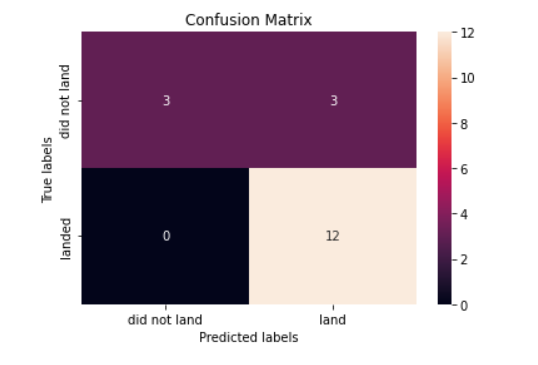 Confusion Matrix
True labels
did not land
landed
3
3
0
12
did not land
land
Predicted labels
12
10
8
6
4
2
0